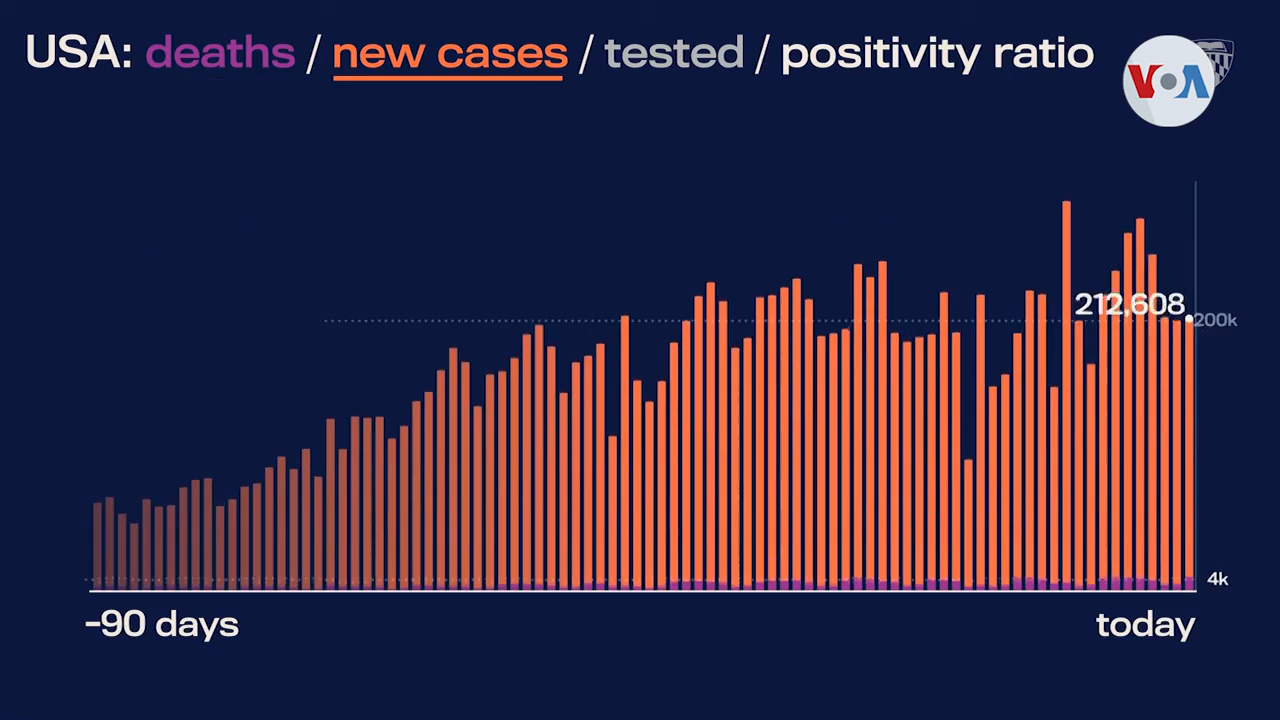 USA: deaths / new cases / tested / positivity ratio
VOA
212,608
200k
4k
-90 days
today